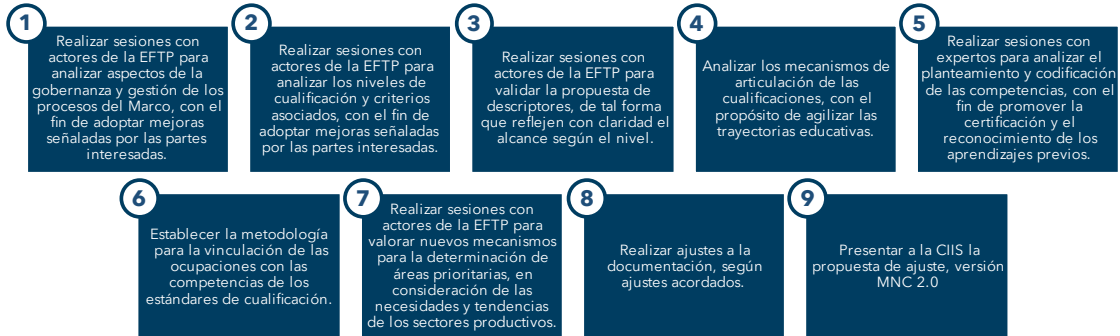 1
Realizar sesiones con
actores de la EFTP para
analizar aspectos de la
gobernanza y gestión de los
procesos del Marco, con el
fin de adoptar mejoras
señaladas por las partes
interesadas.
2
Realizar sesiones con
actores de la EFTP para
analizar los niveles de
cualificación y criterios
asociados, con el fin de
adoptar mejoras señaladas
por las partes interesadas.
3
Realizar sesiones con
actores de la EFTP para
validar la propuesta de
descriptores, de tal forma
que reflejen con claridad el
alcance según el nivel.
4
Analizar los mecanismos de
articulación de las
cualificaciones, con el
propósito de agilizar las
trayectorias educativas.
5
Realizar sesiones con
expertos para analizar el
planteamiento y codificación
de las competencias, con el
fin de promover la
certificación y el
reconocimiento de los
aprendizajes previos.
6
Establecer la metodología
para la vinculación de las
ocupaciones con las
competencias de los
estándares de cualificación.
7
Realizar sesiones con
actores de la EFTP para
valorar nuevos mecanismos
para la determinación de
áreas prioritarias, en
consideración de las
necesidades y tendencias
de los sectores productivos.
8
Realizar ajustes a la
documentación, según
ajustes acordados.
9
Presentar a la CIIS la
propuesta de ajuste, versión
MNC 2.0